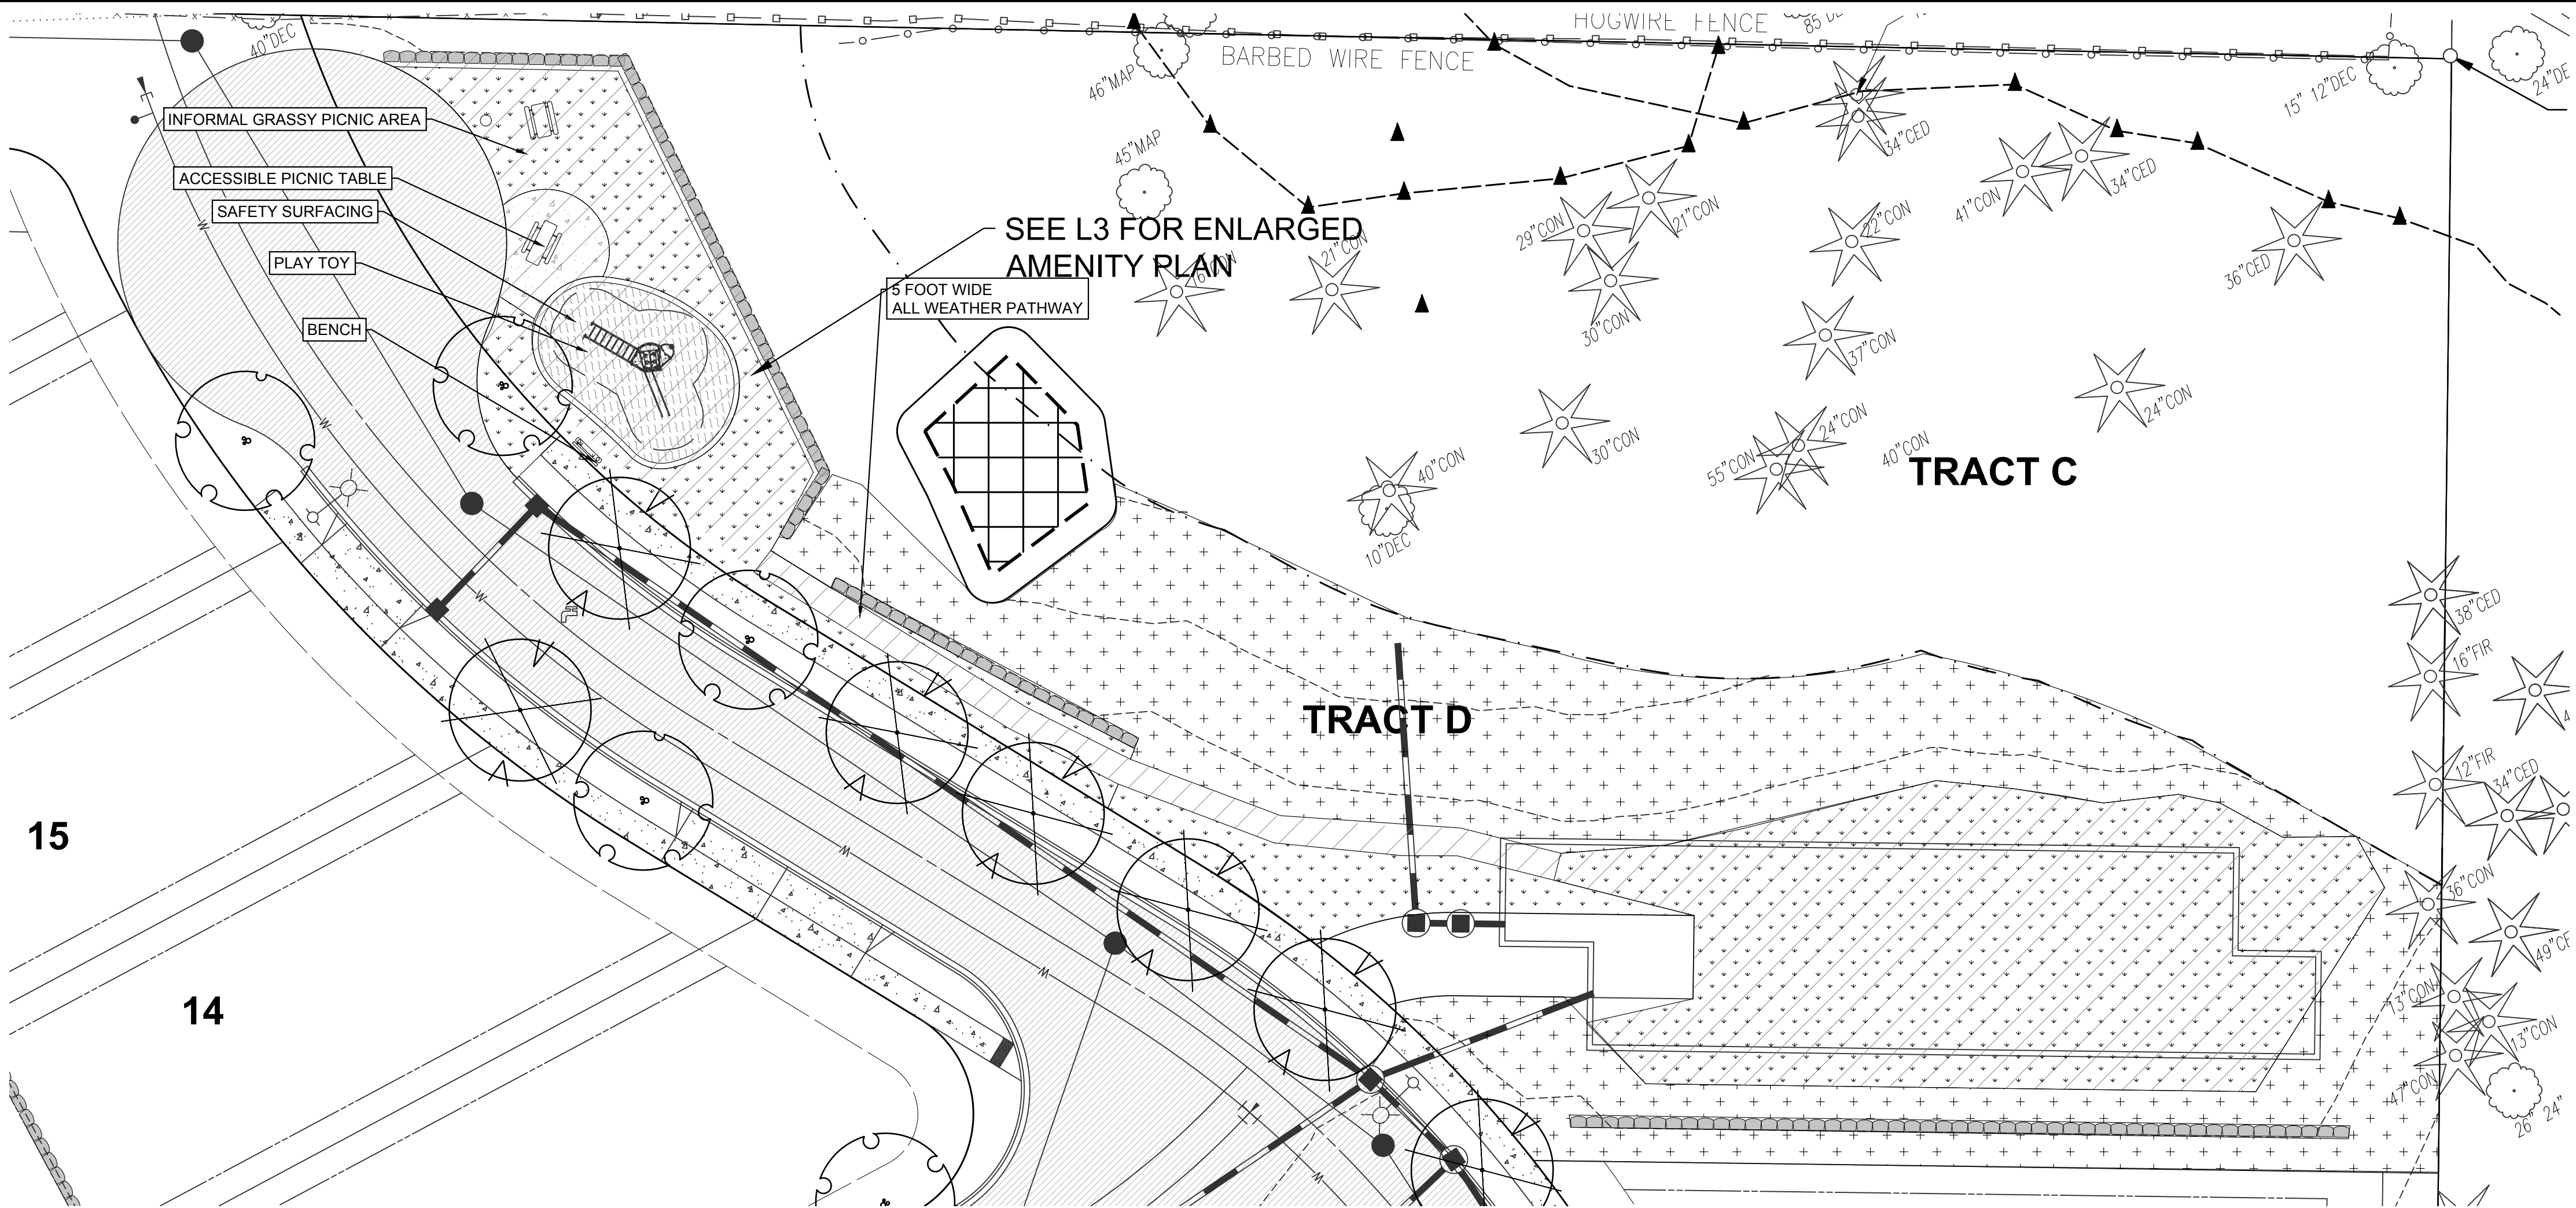 HOGWIRE FENCE
BARBED WIRE FENCE
40"DEC
46"MAP
45"MAP
15" 12"DEC
INFORMAL GRASSY PICNIC AREA
ACCESSIBLE PICNIC TABLE
SAFETY SURFACING
PLAY TOY
BENCH
SEE L3 FOR ENLARGED
AMENITY PLAN
5 FOOT WIDE
ALL WEATHER PATHWAY
21"CON
29"CON
21"CON
30"CON
34"CED
22"CON
41"CON
34"CED
36"CED
37"CON
24"CON
30"CON
24"CON
55"CON
40"CON
40"CON
10"DEC
TRACT C
TRACT D
38"CED
16"FIR
12"FIR
34"CED
36"CON
13"CON
13"CON
47"CON
26" 24"
15
14
W
W
W
W
W
W